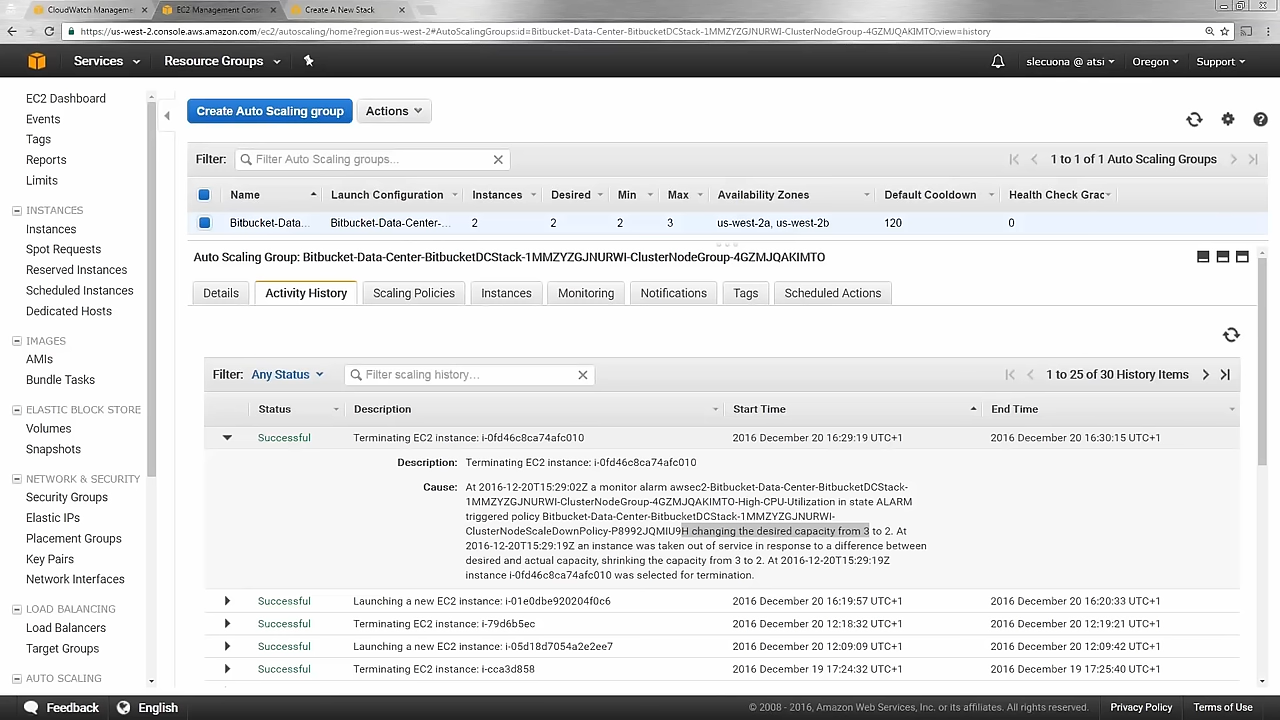 CloudWatch Manageme
EC2 Management Conso
Create A New Stack
https://us-west-2.console.aws.amazon.com/ec2/autoscaling/home?region=us-west-2#AutoScalingGroups:id=Bitbucket-Data-Center-BitbucketDCStack-1MMZYZGJNURWI-ClusterNodeGroup-4GZMJQAKIMTO;view=history
Services
Resource Groups
slecuona @ atsi
Oregon
Support
EC2 Dashboard
Events
Tags
Reports
Limits
INSTANCES
Instances
Spot Requests
Reserved Instances
Scheduled Instances
Dedicated Hosts
IMAGES
AMIs
Bundle Tasks
ELASTIC BLOCK STORE
Volumes
Snapshots
NETWORK & SECURITY
Security Groups
Elastic IPs
Placement Groups
Key Pairs
Network Interfaces
LOAD BALANCING
Load Balancers
Target Groups
AUTO SCALING
Create Auto Scaling group
Actions
Filter:
Filter Auto Scaling groups...
1 to 1 of 1 Auto Scaling Groups
Name Launch Configuration Instances Desired Min Max Availability Zones Default Cooldown Health Check Grac
Bitbucket-Data... Bitbucket-Data-Center-... 2 2 2 3 us-west-2a, us-west-2b 120 0
Auto Scaling Group: Bitbucket-Data-Center-BitbucketDCStack-1MMZYZGJNURWI-ClusterNodeGroup-4GZMJQAKIMTO
Details Activity History Scaling Policies Instances Monitoring Notifications Tags Scheduled Actions
Filter: Any Status
Filter scaling history...
1 to 25 of 30 History Items
Status Description Start Time End Time
Successful Terminating EC2 instance: i-0fd46c8ca74afc010 2016 December 20 16:29:19 UTC+1 2016 December 20 16:30:15 UTC+1
Description: Terminating EC2 instance: i-0fd46c8ca74afc010
Cause: At 2016-12-20T15:29:02Z a monitor alarm awsec2-Bitbucket-Data-Center-BitbucketDCStack-
1MMZYZGJNURWI-ClusterNodeGroup-4GZMJQAKIMTO-High-CPU-Utilization in state ALARM
triggered policy Bitbucket-Data-Center-BitbucketDCStack-1MMZYZGJNURWI-
ClusterNodeScaleDownPolicy-P8992JQMIU9H changing the desired capacity from 3 to 2. At
2016-12-20T15:29:19Z an instance was taken out of service in response to a difference between
desired and actual capacity, shrinking the capacity from 3 to 2. At 2016-12-20T15:29:19Z
instance i-0fd46c8ca74afc010 was selected for termination.
Successful Launching a new EC2 instance: i-01e0dbe920204f0c6 2016 December 20 16:19:57 UTC+1 2016 December 20 16:20:33 UTC+1
Successful Terminating EC2 instance: i-79d6b5ec 2016 December 20 12:18:32 UTC+1 2016 December 20 12:19:21 UTC+1
Successful Launching a new EC2 instance: i-05d18d7054a2e2ee7 2016 December 20 12:09:09 UTC+1 2016 December 20 12:09:42 UTC+1
Successful Terminating EC2 instance: i-cca3d858 2016 December 19 17:24:32 UTC+1 2016 December 19 17:25:40 UTC+1
Feedback
English
© 2008 - 2016, Amazon Web Services, Inc. or its affiliates. All rights reserved.
Privacy Policy
Terms of Use